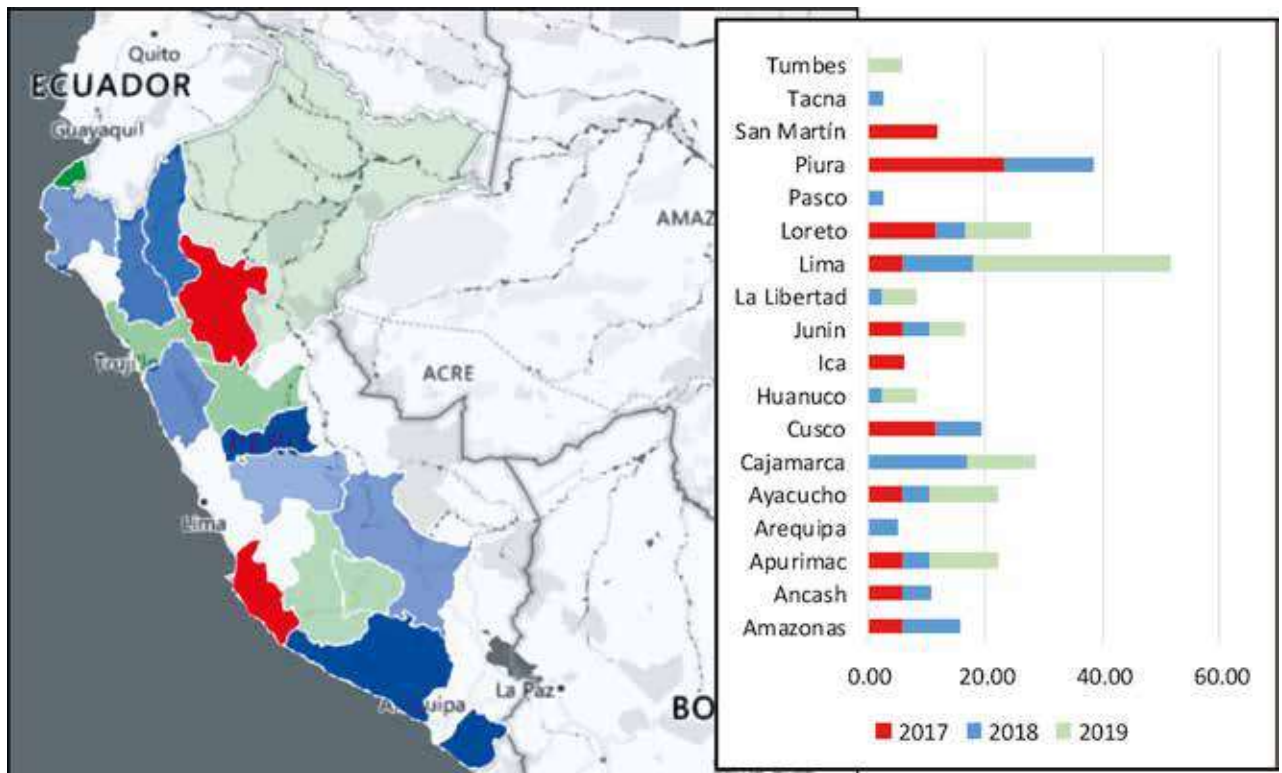 Quito
ECUADOR
Guayaquil
AMAZ
ACRE
Trujillo
Lima
La Paz
BO
Tumbes
Tacna
San Martín
Piura
Pasco
Loreto
Lima
La Libertad
Junin
Ica
Huanuco
Cusco
Cajamarca
Ayacucho
Arequipa
Apurimac
Ancash
Amazonas
0.00 20.00 40.00 60.00
2017 2018 2019